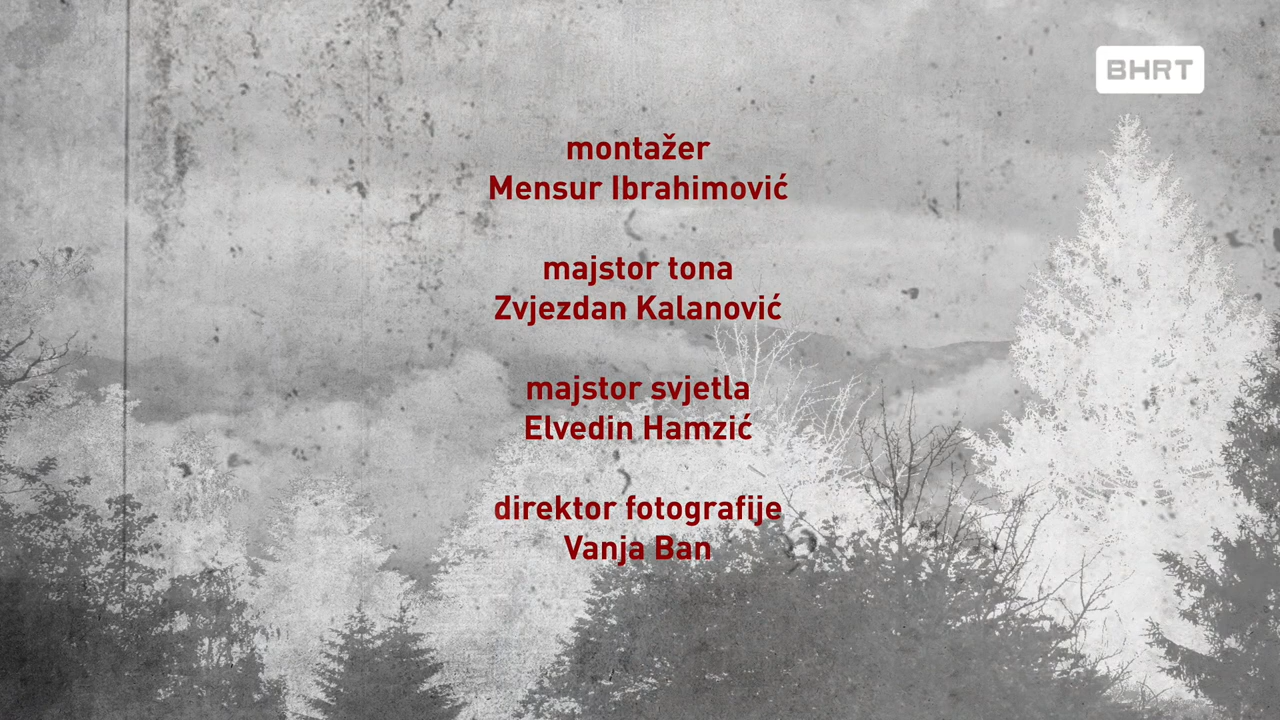 BHRT
montažer
Mensur Ibrahimović
majstor tona
Zvjezdan Kalanović
majstor svjetla
Elvedin Hamzić
direktor fotografije
Vanja Ban